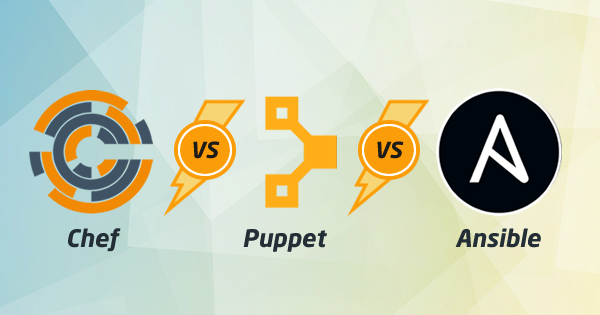 VS
VS
Chef
Puppet
Ansible